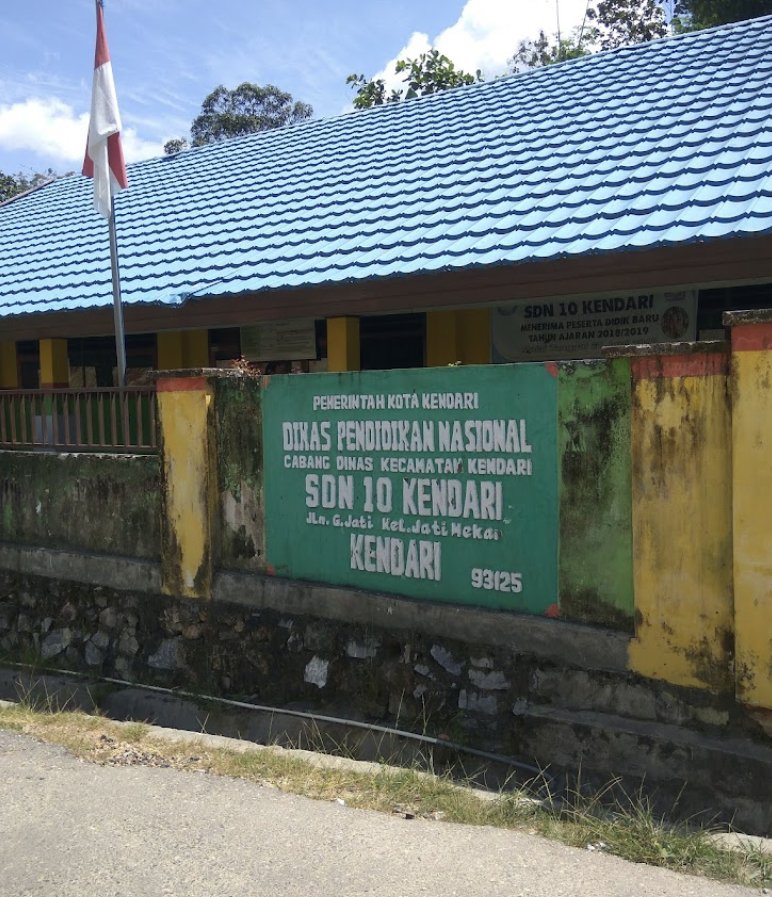 SDN 10 KENDARI
MENERIMA PESERTA DIDIK BARU
TAHUN AJARAN 2018/2019
PEMERINTAH KOTA KENDARI
DINAS PENDIDIKAN NASIONAL
CABANG DINAS KECAMATAN KENDARI
SDN 10 KENDARI
JLn. G.Jati Kel.Jati Mekar
KENDARI
93125